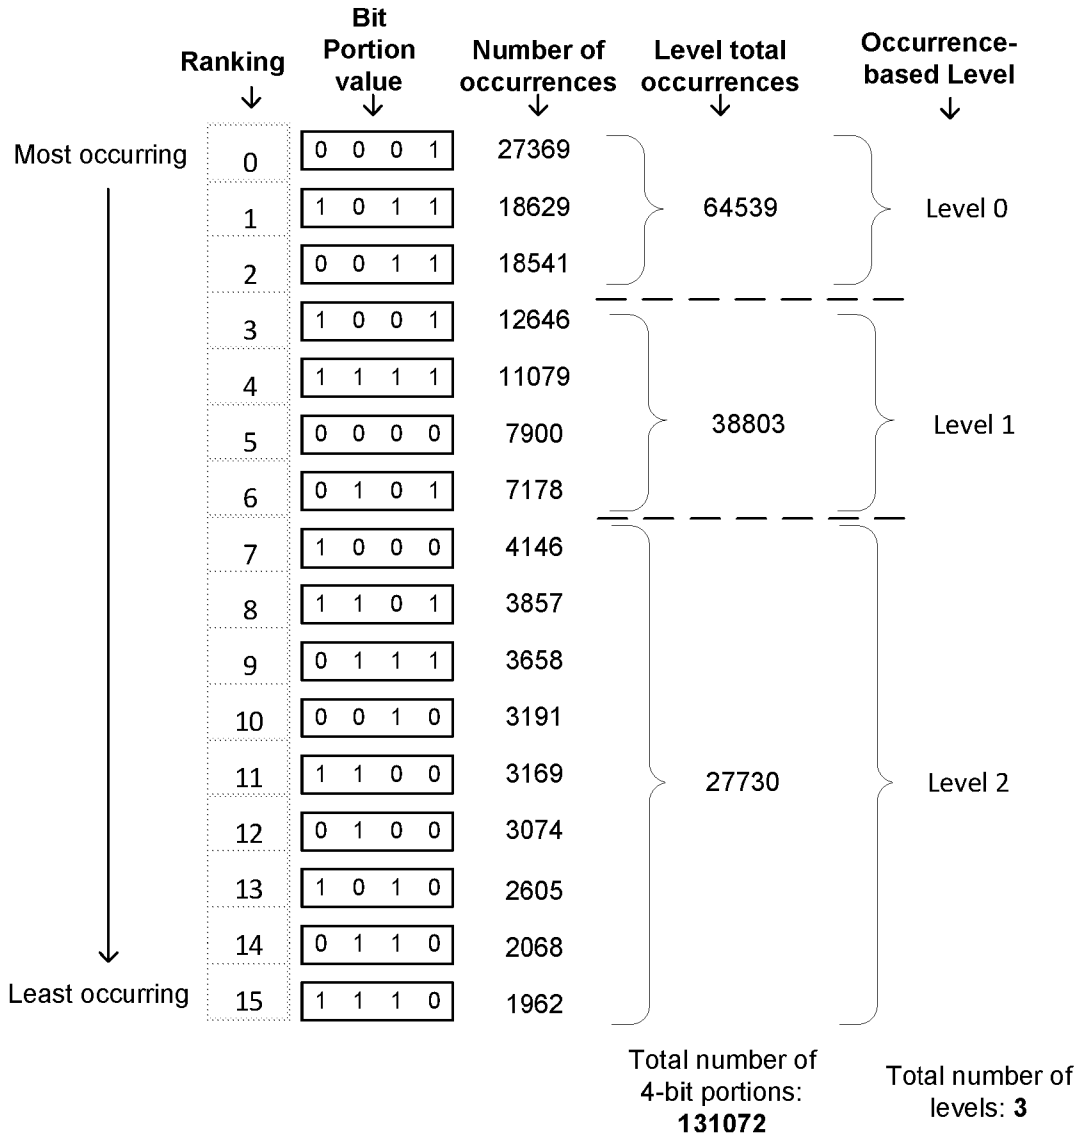 Ranking
Bit
Portion
value
Number of
occurrences
Level total
occurrences
Occurrence-
based Level
Most occurring
0 0 0 0 1 27369
1 1 0 1 1 18629
64539
Level 0
2 0 0 1 1 18541
3 1 0 0 1 12646
4 1 1 1 1 11079
38803
Level 1
5 0 0 0 0 7900
6 0 1 0 1 7178
7 1 0 0 0 4146
8 1 1 0 1 3857
9 0 1 1 1 3658
10 0 0 1 0 3191
11 1 1 0 0 3169
27730
Level 2
12 0 1 0 0 3074
13 1 0 1 0 2605
14 0 1 1 0 2068
Least occurring
15 1 1 1 0 1962
Total number of
4-bit portions:
131072
Total number of
levels: 3